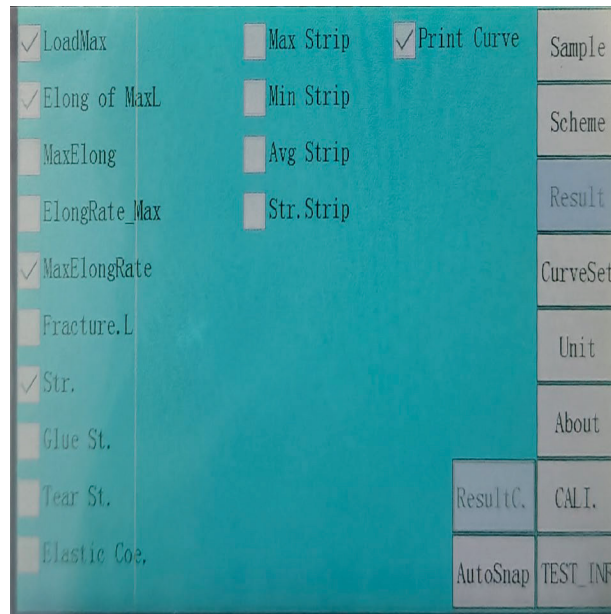 LoadMax
Elong of MaxL
MaxElong
ElongRate_Max
MaxElongRate
Fracture.L
Str.
Glue St.
Tear St.
Elastic Coe.
Max Strip
Min Strip
Avg Strip
Str.Strip
Print Curve
Sample
Scheme
Result
CurveSet
Unit
About
ResultC.
CALI.
AutoSnap
TEST_INF